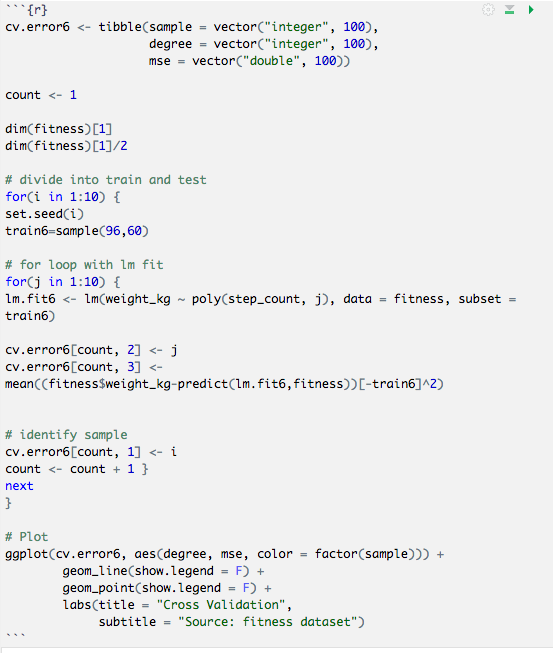 ```{r}
cv.error6 <- tibble(sample = vector("integer", 100),
                    degree = vector("integer", 100),
                    mse = vector("double", 100))

count <- 1

dim(fitness)[1]
dim(fitness)[1]/2

# divide into train and test
for(i in 1:10) {
set.seed(i)
train6=sample(96,60)

# for loop with lm fit
for(j in 1:10) {
lm.fit6 <- lm(weight_kg ~ poly(step_count, j), data = fitness, subset =
train6)

cv.error6[count, 2] <- j
cv.error6[count, 3] <-
mean((fitness$weight_kg-predict(lm.fit6,fitness))[-train6]^2)


# identify sample
cv.error6[count, 1] <- i
count <- count + 1 }
next
}

# Plot
ggplot(cv.error6, aes(degree, mse, color = factor(sample))) +
        geom_line(show.legend = F) +
        geom_point(show.legend = F) +
        labs(title = "Cross Validation",
             subtitle = "Source: fitness dataset")
```